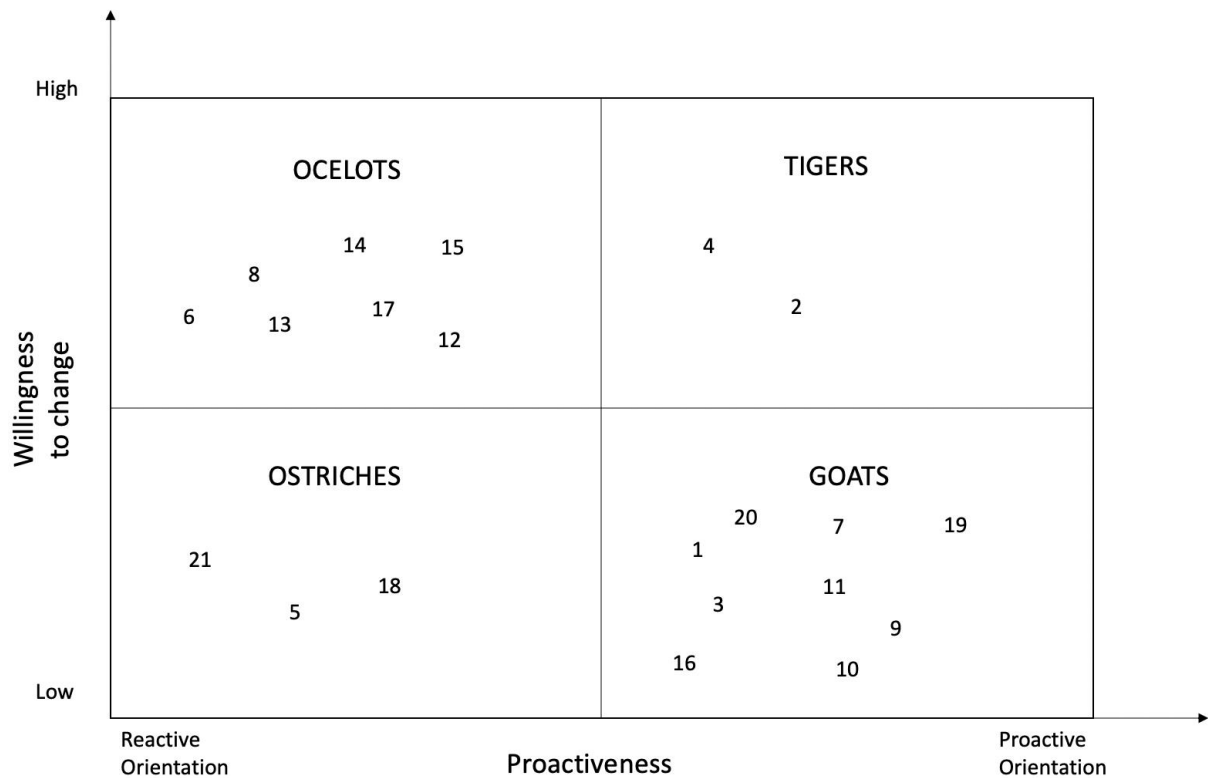 High
OCELOTS
TIGERS
14
15
4
8
6
13
17
2
12
Willingness
to change
OSTRICHES
GOATS
20
7
19
21
1
18
11
5
3
9
16
10
Low
Reactive
Orientation
Proactiveness
Proactive
Orientation